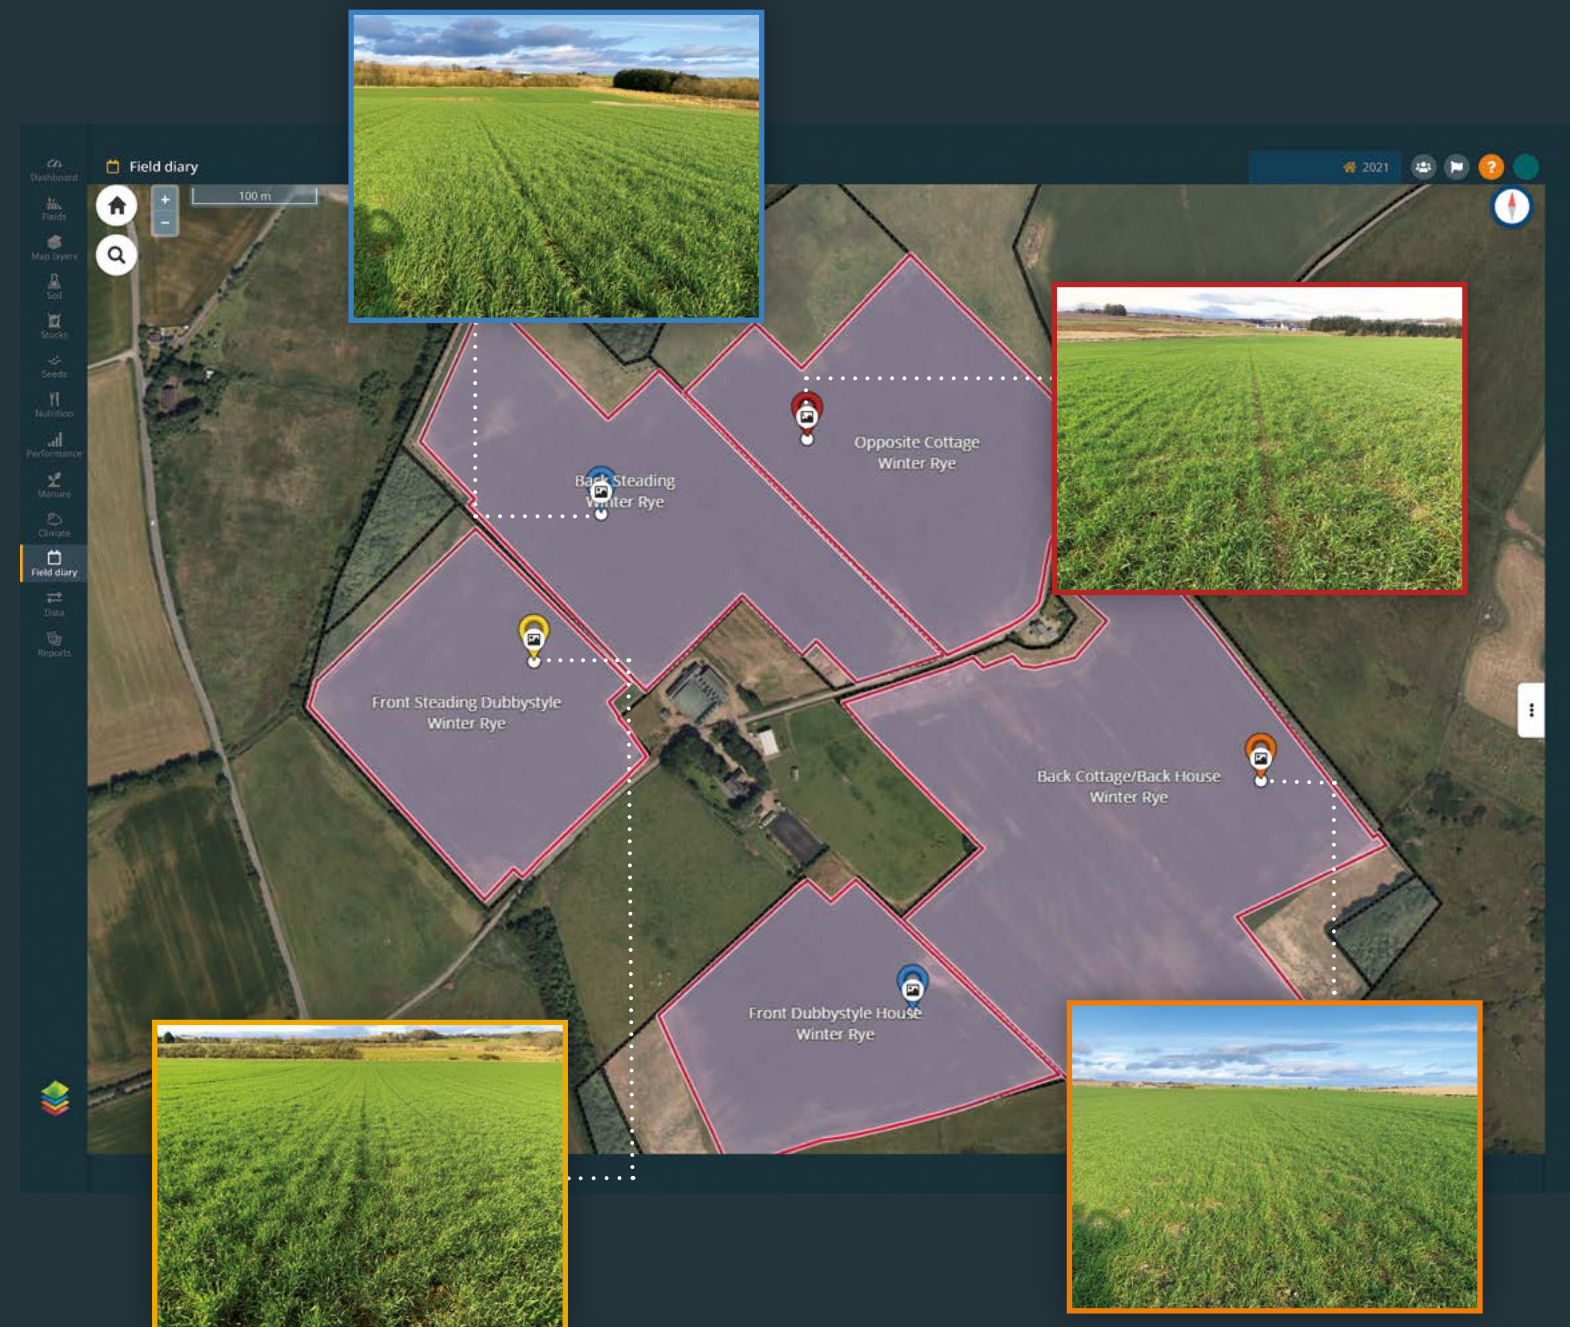 Field diary
2021
?
100 m
+
−
Dashboard
Fields
Map layers
Soil
Stocks
Seeds
Nutrition
Performance
Manure
Climate
Field diary
Data
Reports
Opposite Cottage
Winter Rye
Back Steading
Winter Rye
Front Steading Dubbystyle
Winter Rye
Back Cottage/Back House
Winter Rye
Front Dubbystyle House
Winter Rye